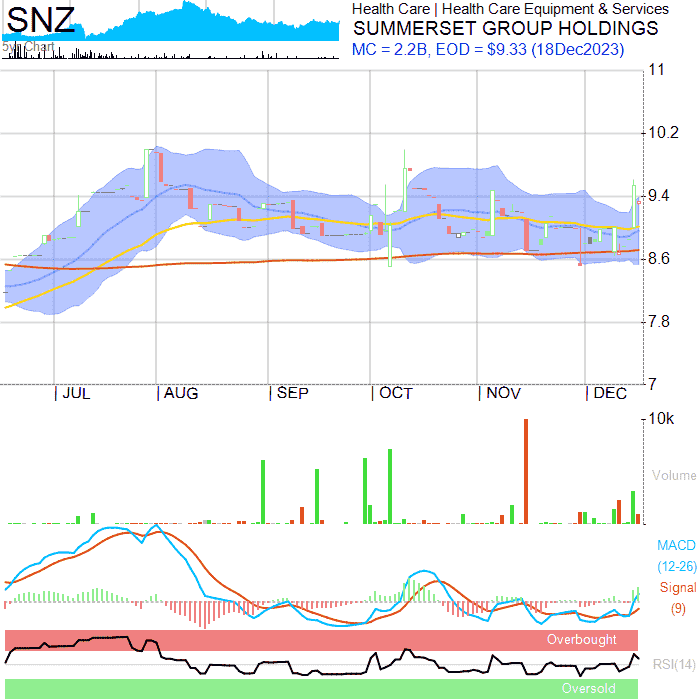 SNZ
5yr Chart
Health Care | Health Care Equipment & Services
SUMMERSET GROUP HOLDINGS
MC = 2.2B, EOD = $9.33 (18Dec2023)
11
10.2
9.4
8.6
7.8
7
JUL AUG SEP OCT NOV DEC
10k
Volume
MACD
(12-26)
Signal
(9)
Overbought
RSI(14)
Oversold